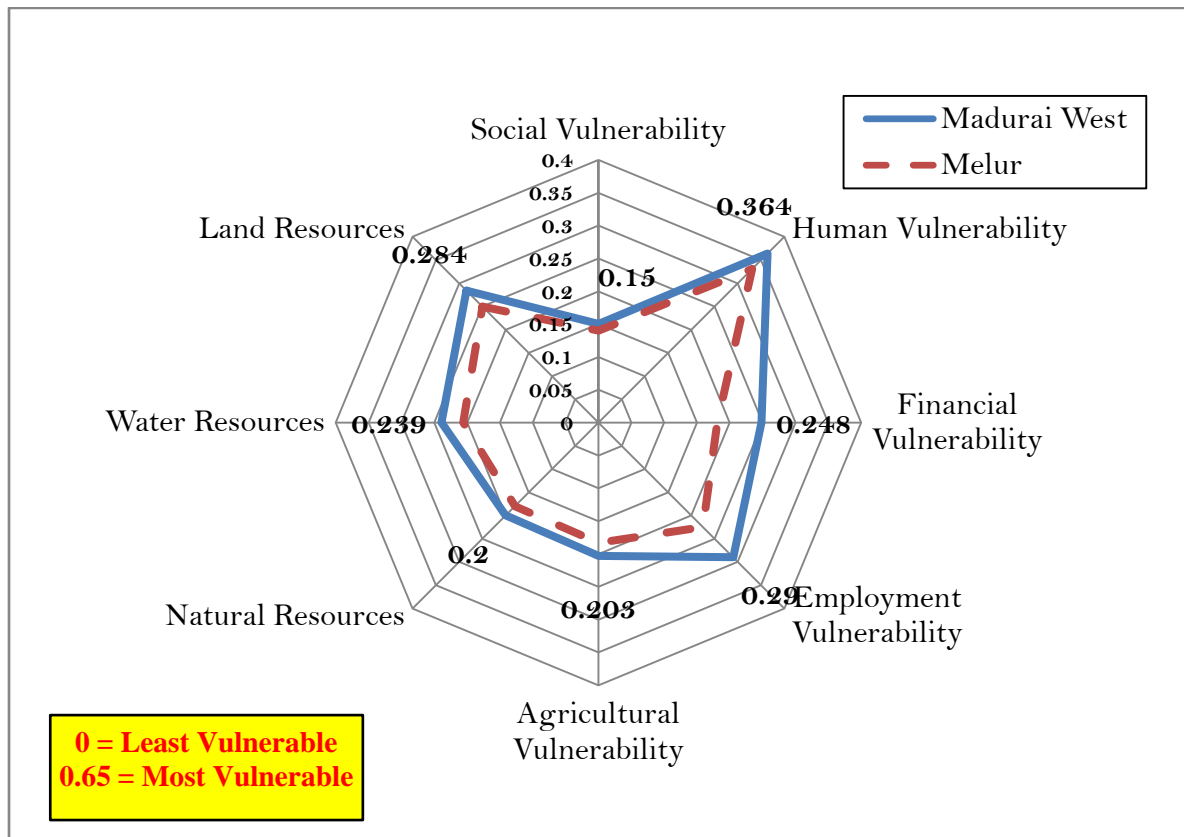 Madurai West
Melur
Social Vulnerability
0.4
0.35
0.3
0.25
0.2
0.15
0.1
0.05
0
0.364
Human Vulnerability
Land Resources
0.284
0.15
Water Resources
0.239
0.248
Financial
Vulnerability
Natural Resources
0.2
0.203
0.29
Employment
Vulnerability
Agricultural
Vulnerability
0 = Least Vulnerable
0.65 = Most Vulnerable